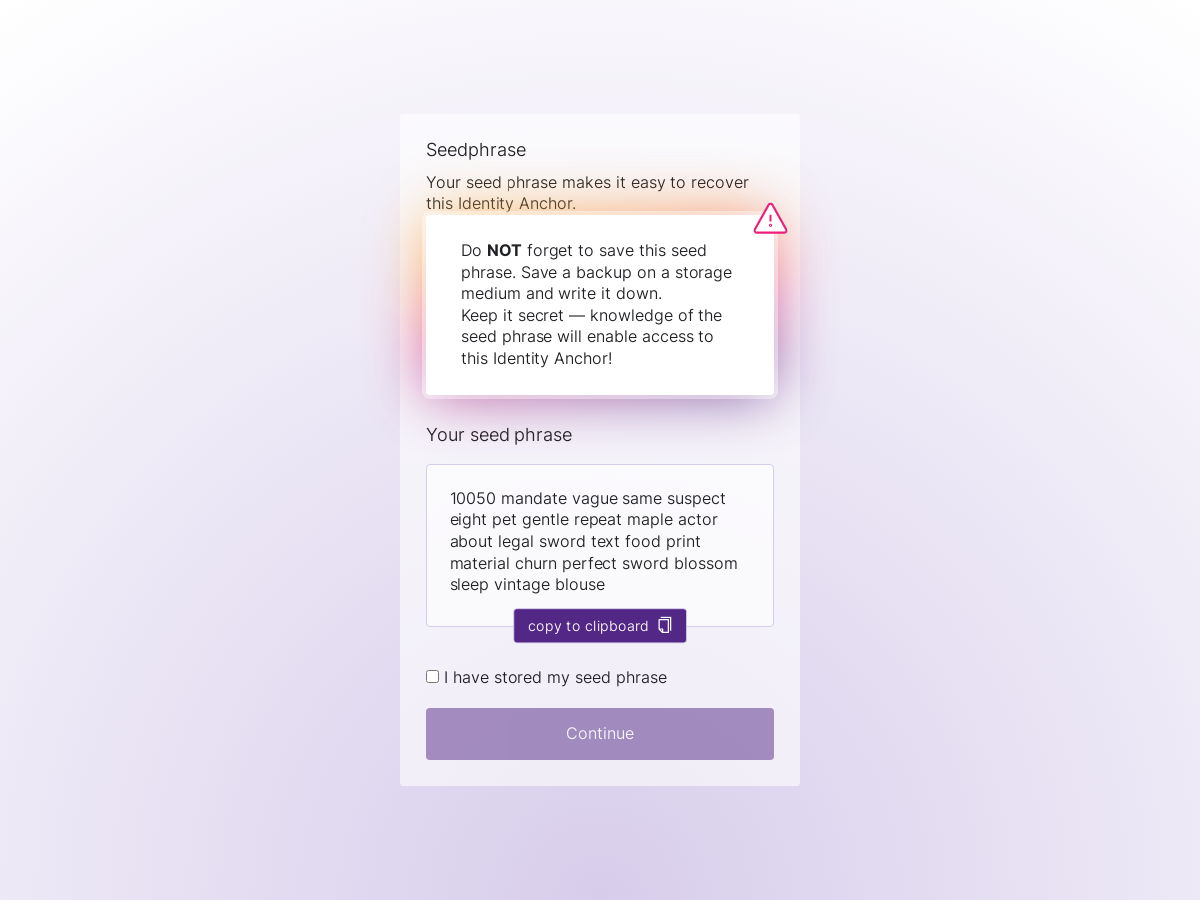 Seedphrase
Your seed phrase makes it easy to recover
this Identity Anchor.
Do NOT forget to save this seed
phrase. Save a backup on a storage
medium and write it down.
Keep it secret — knowledge of the
seed phrase will enable access to
this Identity Anchor!
Your seed phrase
10050 mandate vague same suspect
eight pet gentle repeat maple actor
about legal sword text food print
material churn perfect sword blossom
sleep vintage blouse
copy to clipboard
I have stored my seed phrase
Continue